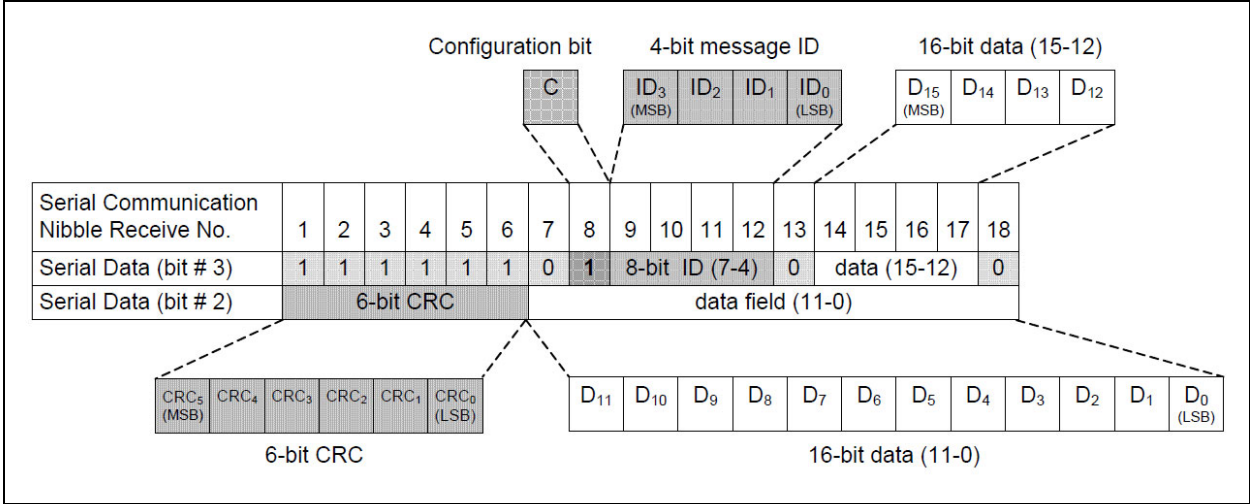 Configuration bit 4-bit message ID 16-bit data (15-12)
C ID3 ID2 ID1 ID0 D15 D14 D13 D12
(MSB) (LSB) (MSB)
Serial Communication
Nibble Receive No. 1 2 3 4 5 6 7 8 9 10 11 12 13 14 15 16 17 18
Serial Data (bit # 3) 1 1 1 1 1 1 0 1 8-bit ID (7-4) 0 data (15-12) 0
Serial Data (bit # 2) 6-bit CRC data field (11-0)
CRC5 CRC4 CRC3 CRC2 CRC1 CRC0 D11 D10 D9 D8 D7 D6 D5 D4 D3 D2 D1 D0
(MSB) (LSB) (LSB)
6-bit CRC 16-bit data (11-0)